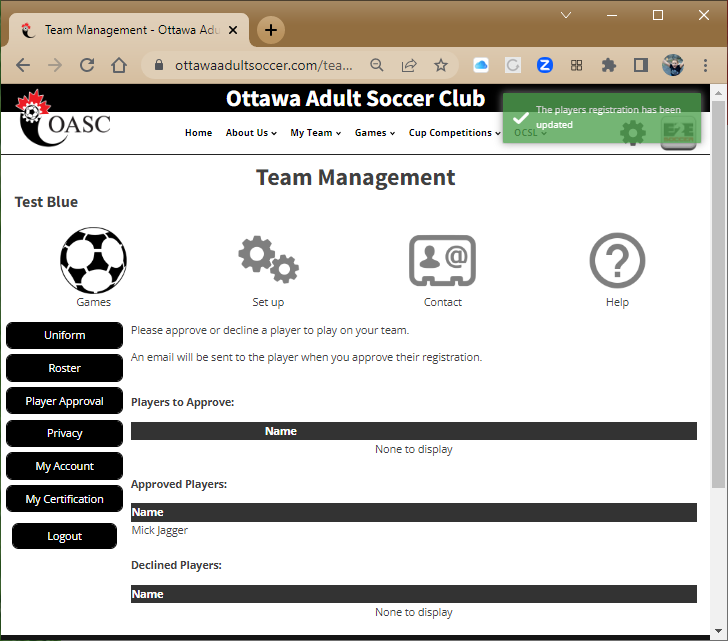 Team Management - Ottawa Adu
ottawaadultsoccer.com/tea...
Ottawa Adult Soccer Club
OASC
Home About Us My Team Games Cup Competitions OCSL
The players registration has been
updated
Team Management
Test Blue
Games Set up Contact Help
Uniform
Roster
Player Approval
Privacy
My Account
My Certification
Logout
Please approve or decline a player to play on your team.
An email will be sent to the player when you approve their registration.
Players to Approve:
Name
None to display
Approved Players:
Name
Mick Jagger
Declined Players:
Name
None to display